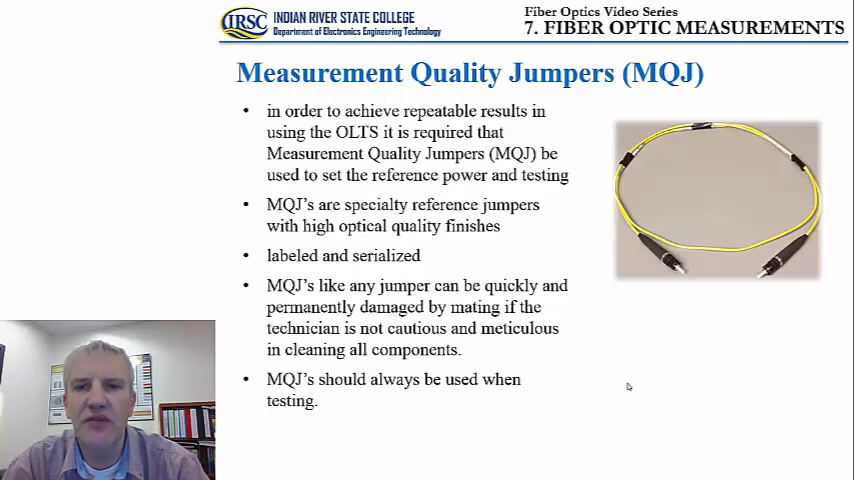 IRSC
INDIAN RIVER STATE COLLEGE
Department of Electronics Engineering Technology
Fiber Optics Video Series
7. FIBER OPTIC MEASUREMENTS
Measurement Quality Jumpers (MQJ)
• in order to achieve repeatable results in
using the OLTS it is required that
Measurement Quality Jumpers (MQJ) be
used to set the reference power and testing
• MQJ's are specialty reference jumpers
with high optical quality finishes
• labeled and serialized
• MQJ's like any jumper can be quickly and
permanently damaged by mating if the
technician is not cautious and meticulous
in cleaning all components.
• MQJ's should always be used when
testing.